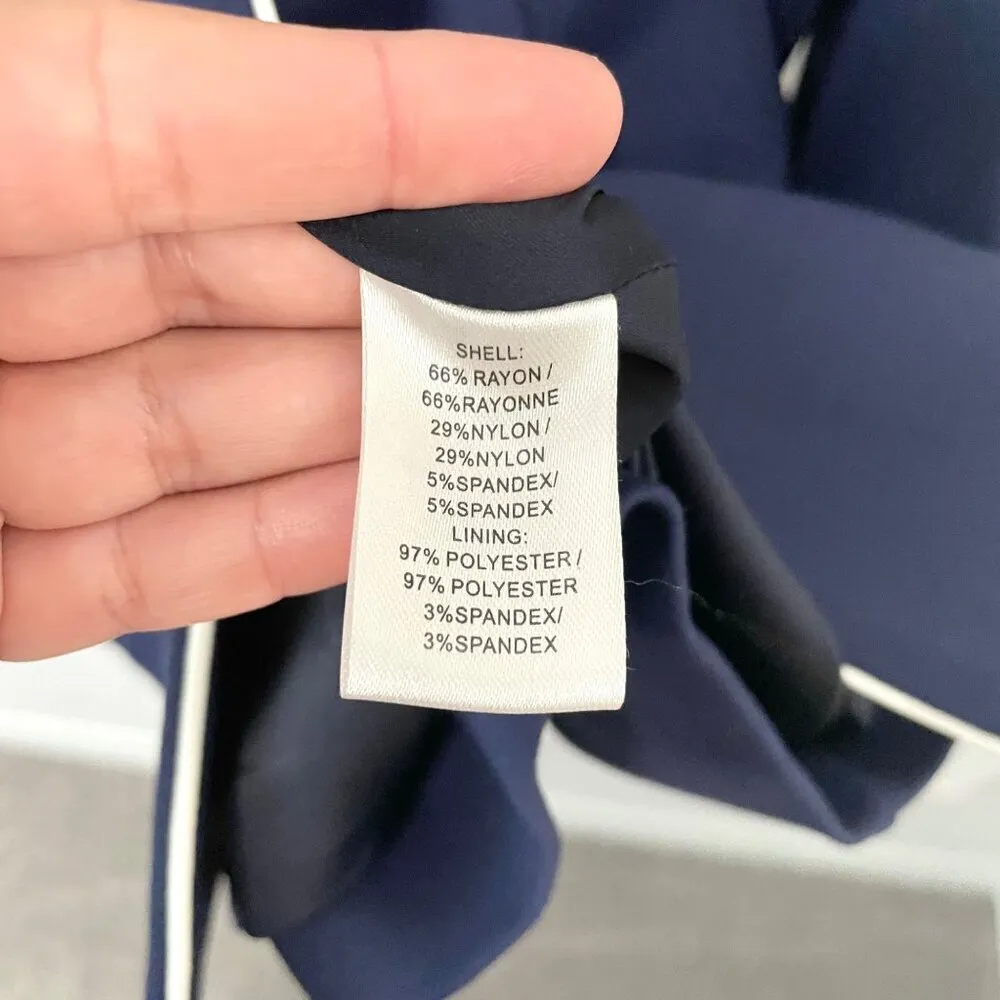 SHELL:
66% RAYON /
66%RAYONNE
29%NYLON /
29%NYLON
5%SPANDEX/
5%SPANDEX
LINING:
97% POLYESTER /
97% POLYESTER
3%SPANDEX/
3%SPANDEX